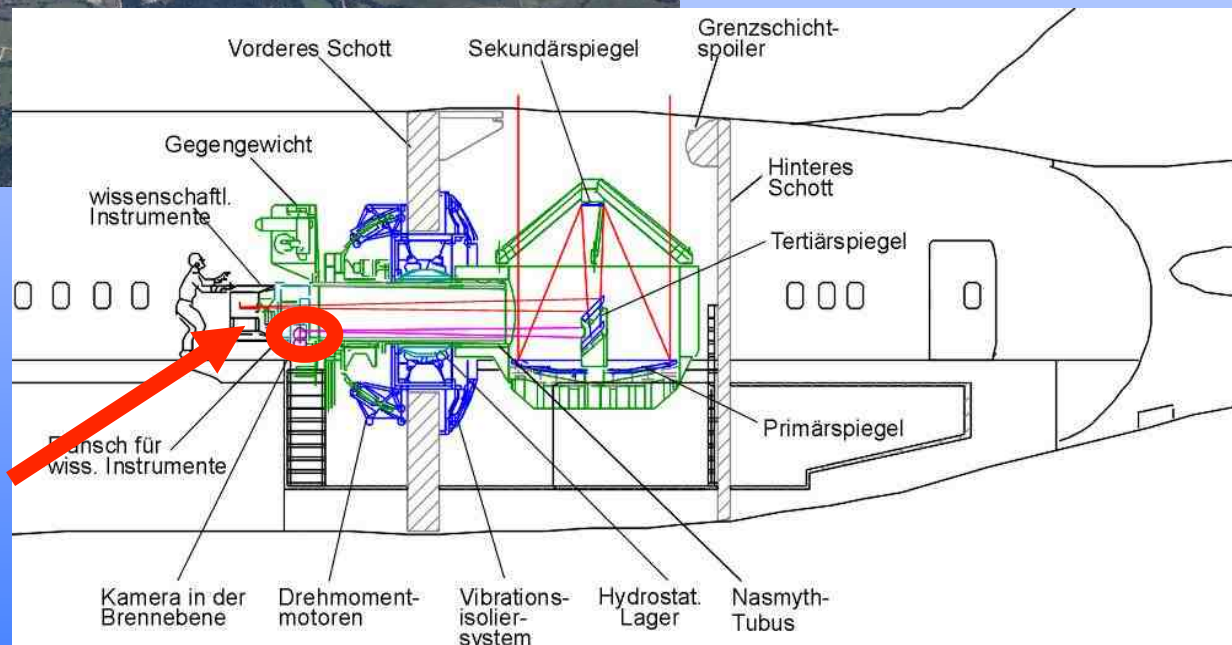 Grenzschicht-
spoiler
Vorderes Schott
Sekundärspiegel
Gegengewicht
Hinteres
Schott
wissenschaftl.
Instrumente
Tertiärspiegel
Primärspiegel
für
wiss. Instrumente
Kamera in der
Brennebene
Drehmoment-
motoren
Vibrations-
isolier-
system
Hydrostat.
Lager
Nasmyth-
Tubus